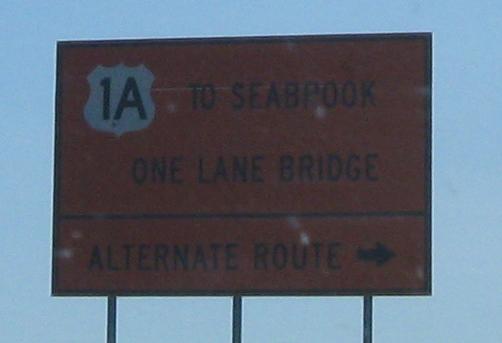 1A TO SEABROOK
ONE LANE BRIDGE
ALTERNATE ROUTE